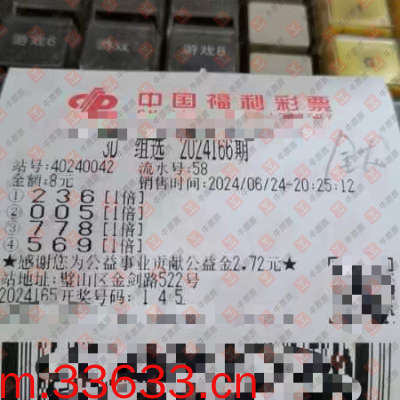 游戏6
游戏8
中国福利彩票
3D 组选 2024166期
站号:40240042 流水号:58
金额:8元 销售时间:2024/06/24-20:25:12
① 2 3 6 [1倍]
② 0 0 5 [1倍]
③ 7 7 8 [1倍]
④ 5 6 9 [1倍]
★感谢您为公益事业贡献公益金2.72元★
站地址:璧山区金剑路522号
2024165开奖号码:1 4 5
m.33633.cn